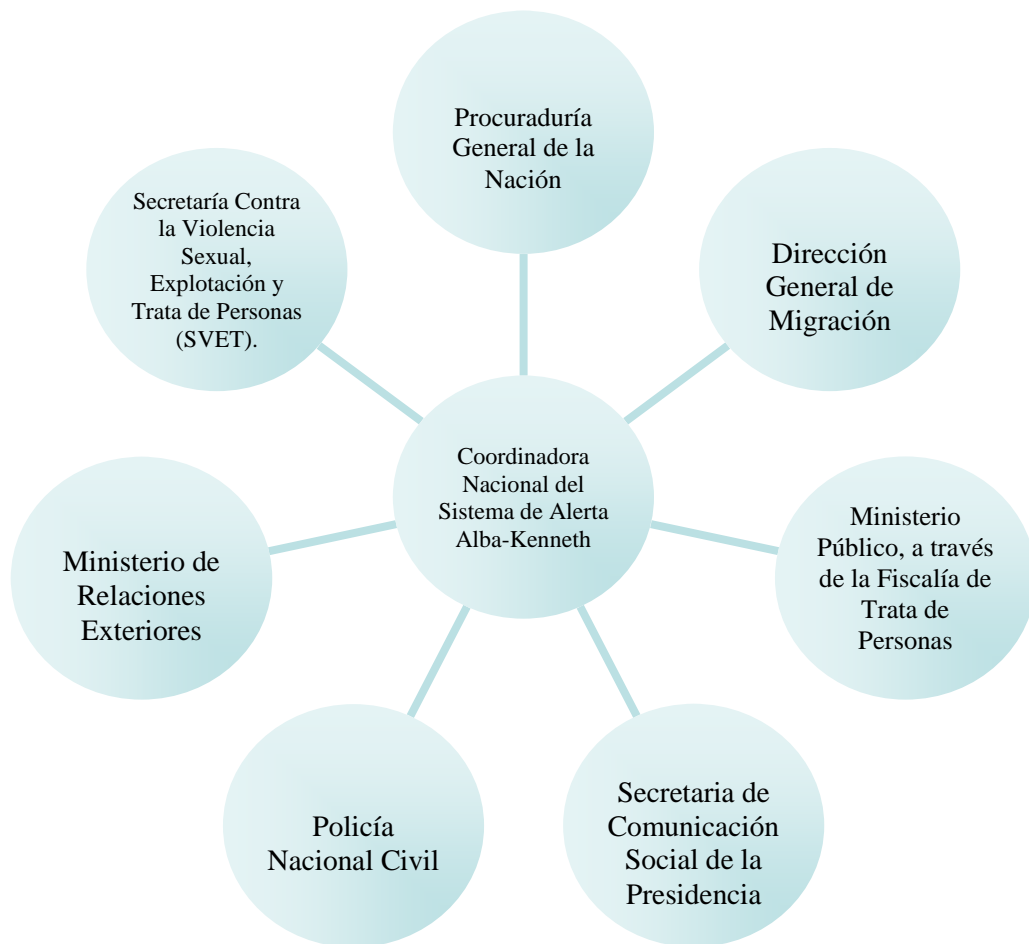 Procuraduría
General de la
Nación
Secretaría Contra
la Violencia
Sexual,
Explotación y
Trata de Personas
(SVET).
Dirección
General de
Migración
Coordinadora
Nacional del
Sistema de Alerta
Alba-Kenneth
Ministerio
Público, a través
de la Fiscalía de
Trata de
Personas
Ministerio de
Relaciones
Exteriores
Policía
Nacional Civil
Secretaria de
Comunicación
Social de la
Presidencia